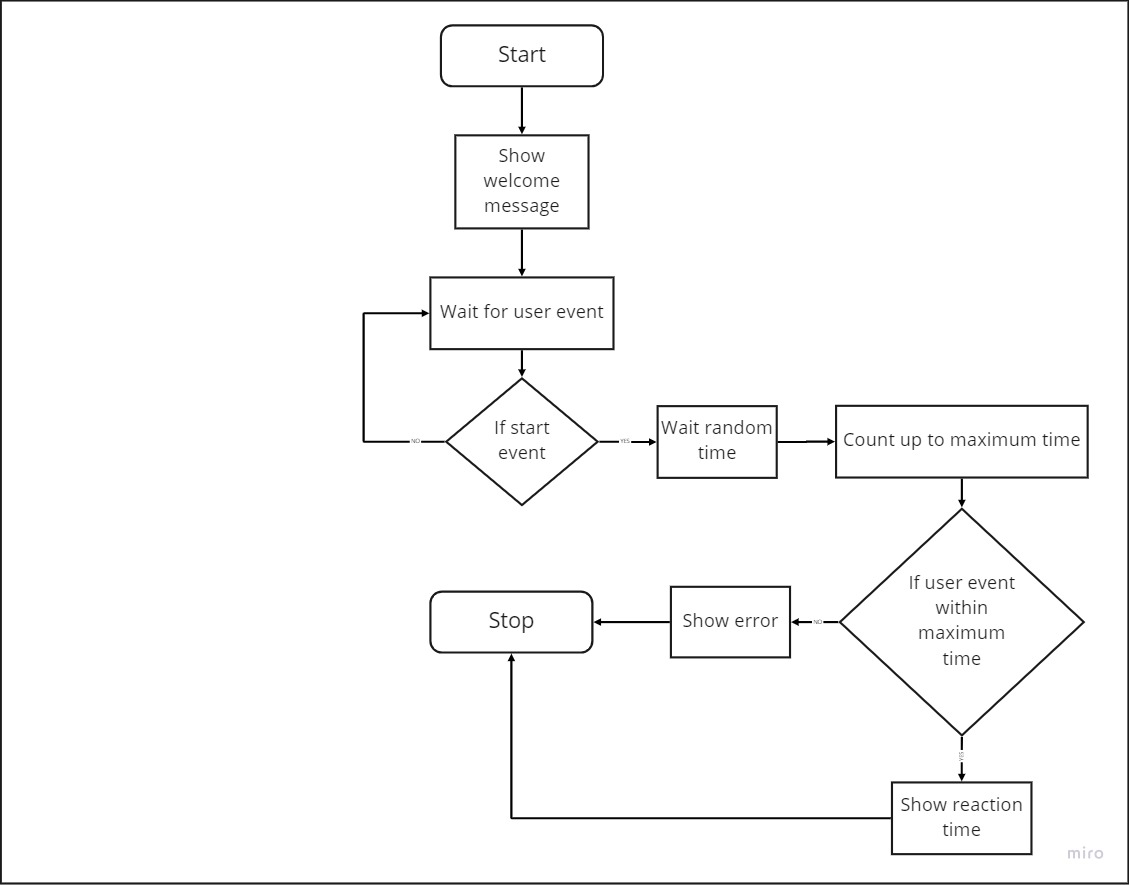 Start
Show
welcome
message
Wait for user event
If start
event
NO
YES
Wait random
time
Count up to maximum time
If user event
within
maximum
time
NO
Show error
Stop
YES
Show reaction
time
miro